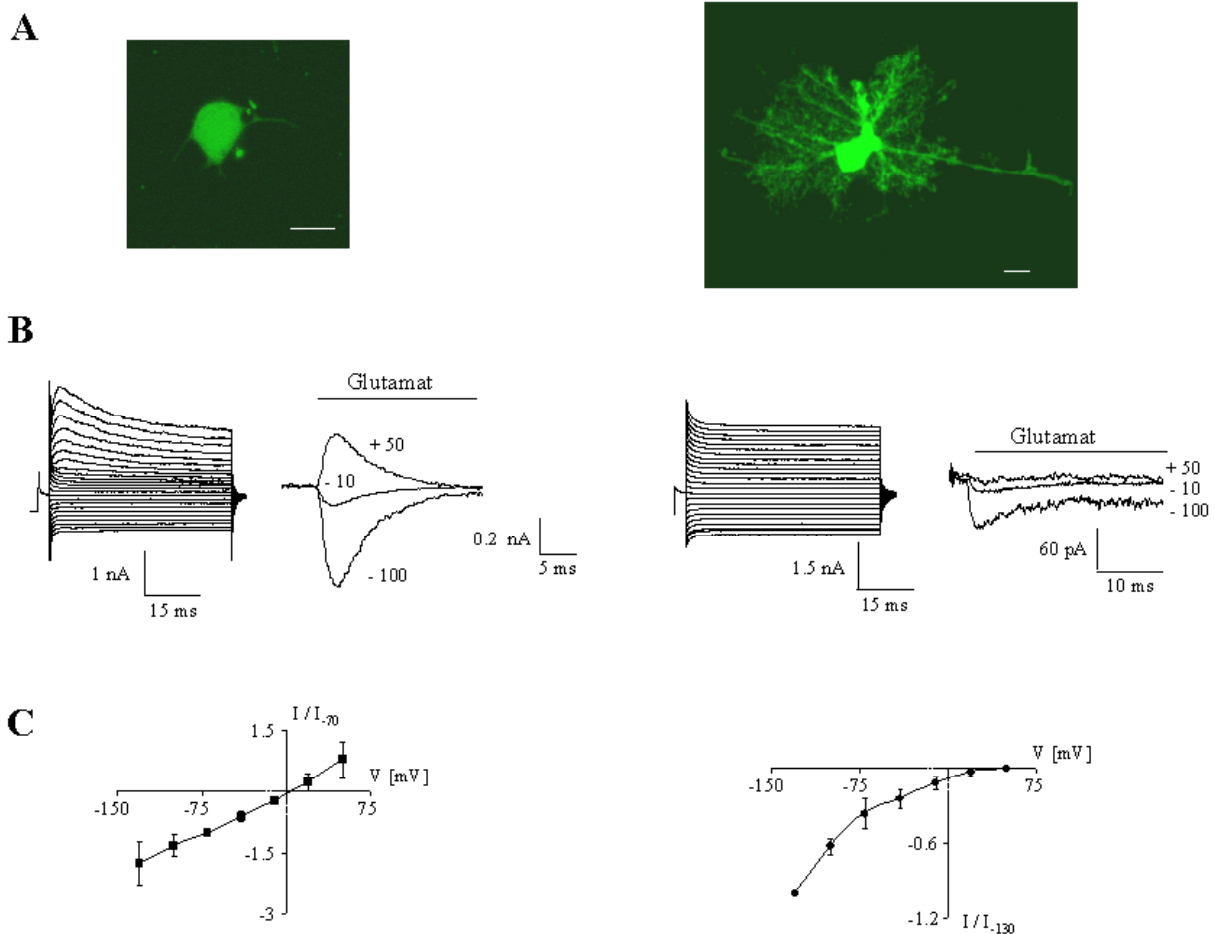 A
B
Glutamat
+ 50
- 10
- 100
0.2 nA
5 ms
1 nA
15 ms
Glutamat
+ 50
- 10
- 100
60 pA
10 ms
1.5 nA
15 ms
C
I / I-70
1.5
V [mV]
-150
-75
75
-1.5
-3
V [mV]
-150
-75
75
-0.6
-1.2
I / I-130